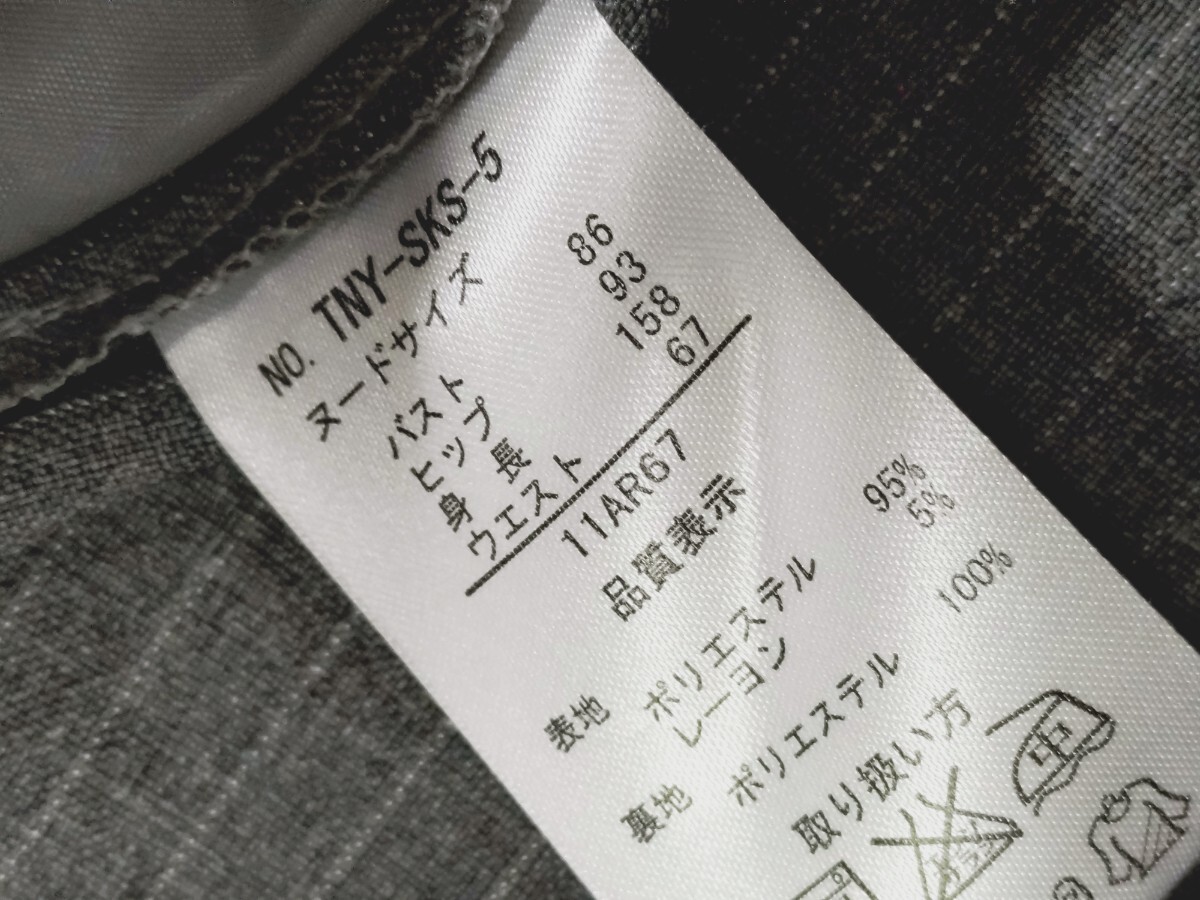 NO. TNY-SKS-5
ヌードサイズ
バスト 86
ヒップ 93
身長 158
ウエスト 67
11AR67
品質表示
表地 ポリエステル 95%
レーヨン 5%
裏地 ポリエステル 100%
取り扱い方
中